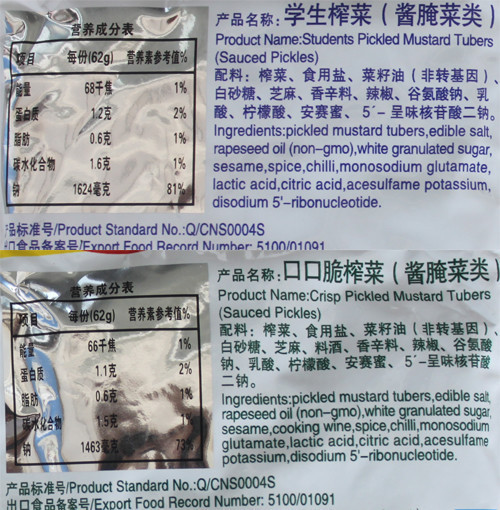 营养成分表
项目 每份(62g) 营养素参考值%
能量 68千焦 1%
蛋白质 1.2克 2%
脂肪 0.6克 1%
碳水化合物 1.6克 1%
钠 1624毫克 81%
产品名称:学生榨菜(酱腌菜类)
Product Name:Students Pickled Mustard Tubers
(Sauced Pickles)
配料:榨菜、食用盐、菜籽油(非转基因)、
白砂糖、芝麻、香辛料、辣椒、谷氨酸钠、乳
酸、柠檬酸、安赛蜜、5′-呈味核苷酸二钠。
Ingredients:pickled mustard tubers,edible salt,
rapeseed oil (non-gmo),white granulated sugar,
sesame,spice,chilli,monosodium glutamate,
lactic acid,citric acid,acesulfame potassium,
disodium 5'-ribonucleotide.
品标准号/Product Standard No.:Q/CNS0004S
出口食品备案号/Export Food Record Number: 5100/01091
营养成分表
项目 每份(62g) 营养素参考值%
能量 66千焦 1%
蛋白质 1.1克 2%
脂肪 0.6克 1%
碳水化合物 1.5克 1%
钠 1463毫克 73%
产品名称:口口脆榨菜(酱腌菜类)
Product Name:Crisp Pickled Mustard Tubers
(Sauced Pickles)
配料:榨菜、食用盐、菜籽油(非转基因)、
白砂糖、芝麻、料酒、香辛料、辣椒、谷氨酸
钠、乳酸、柠檬酸、安赛蜜、5′-呈味核苷酸
二钠。
Ingredients:pickled mustard tubers,edible salt,
rapeseed oil (non-gmo),white granulated sugar,
sesame,cooking wine,spice,chilli,monosodium
glutamate,lactic acid,citric acid,acesulfame
potassium,disodium 5'-ribonucleotide.
产品标准号/Product Standard No.:Q/CNS0004S
出口食品备案号/Export Food Record Number: 5100/01091